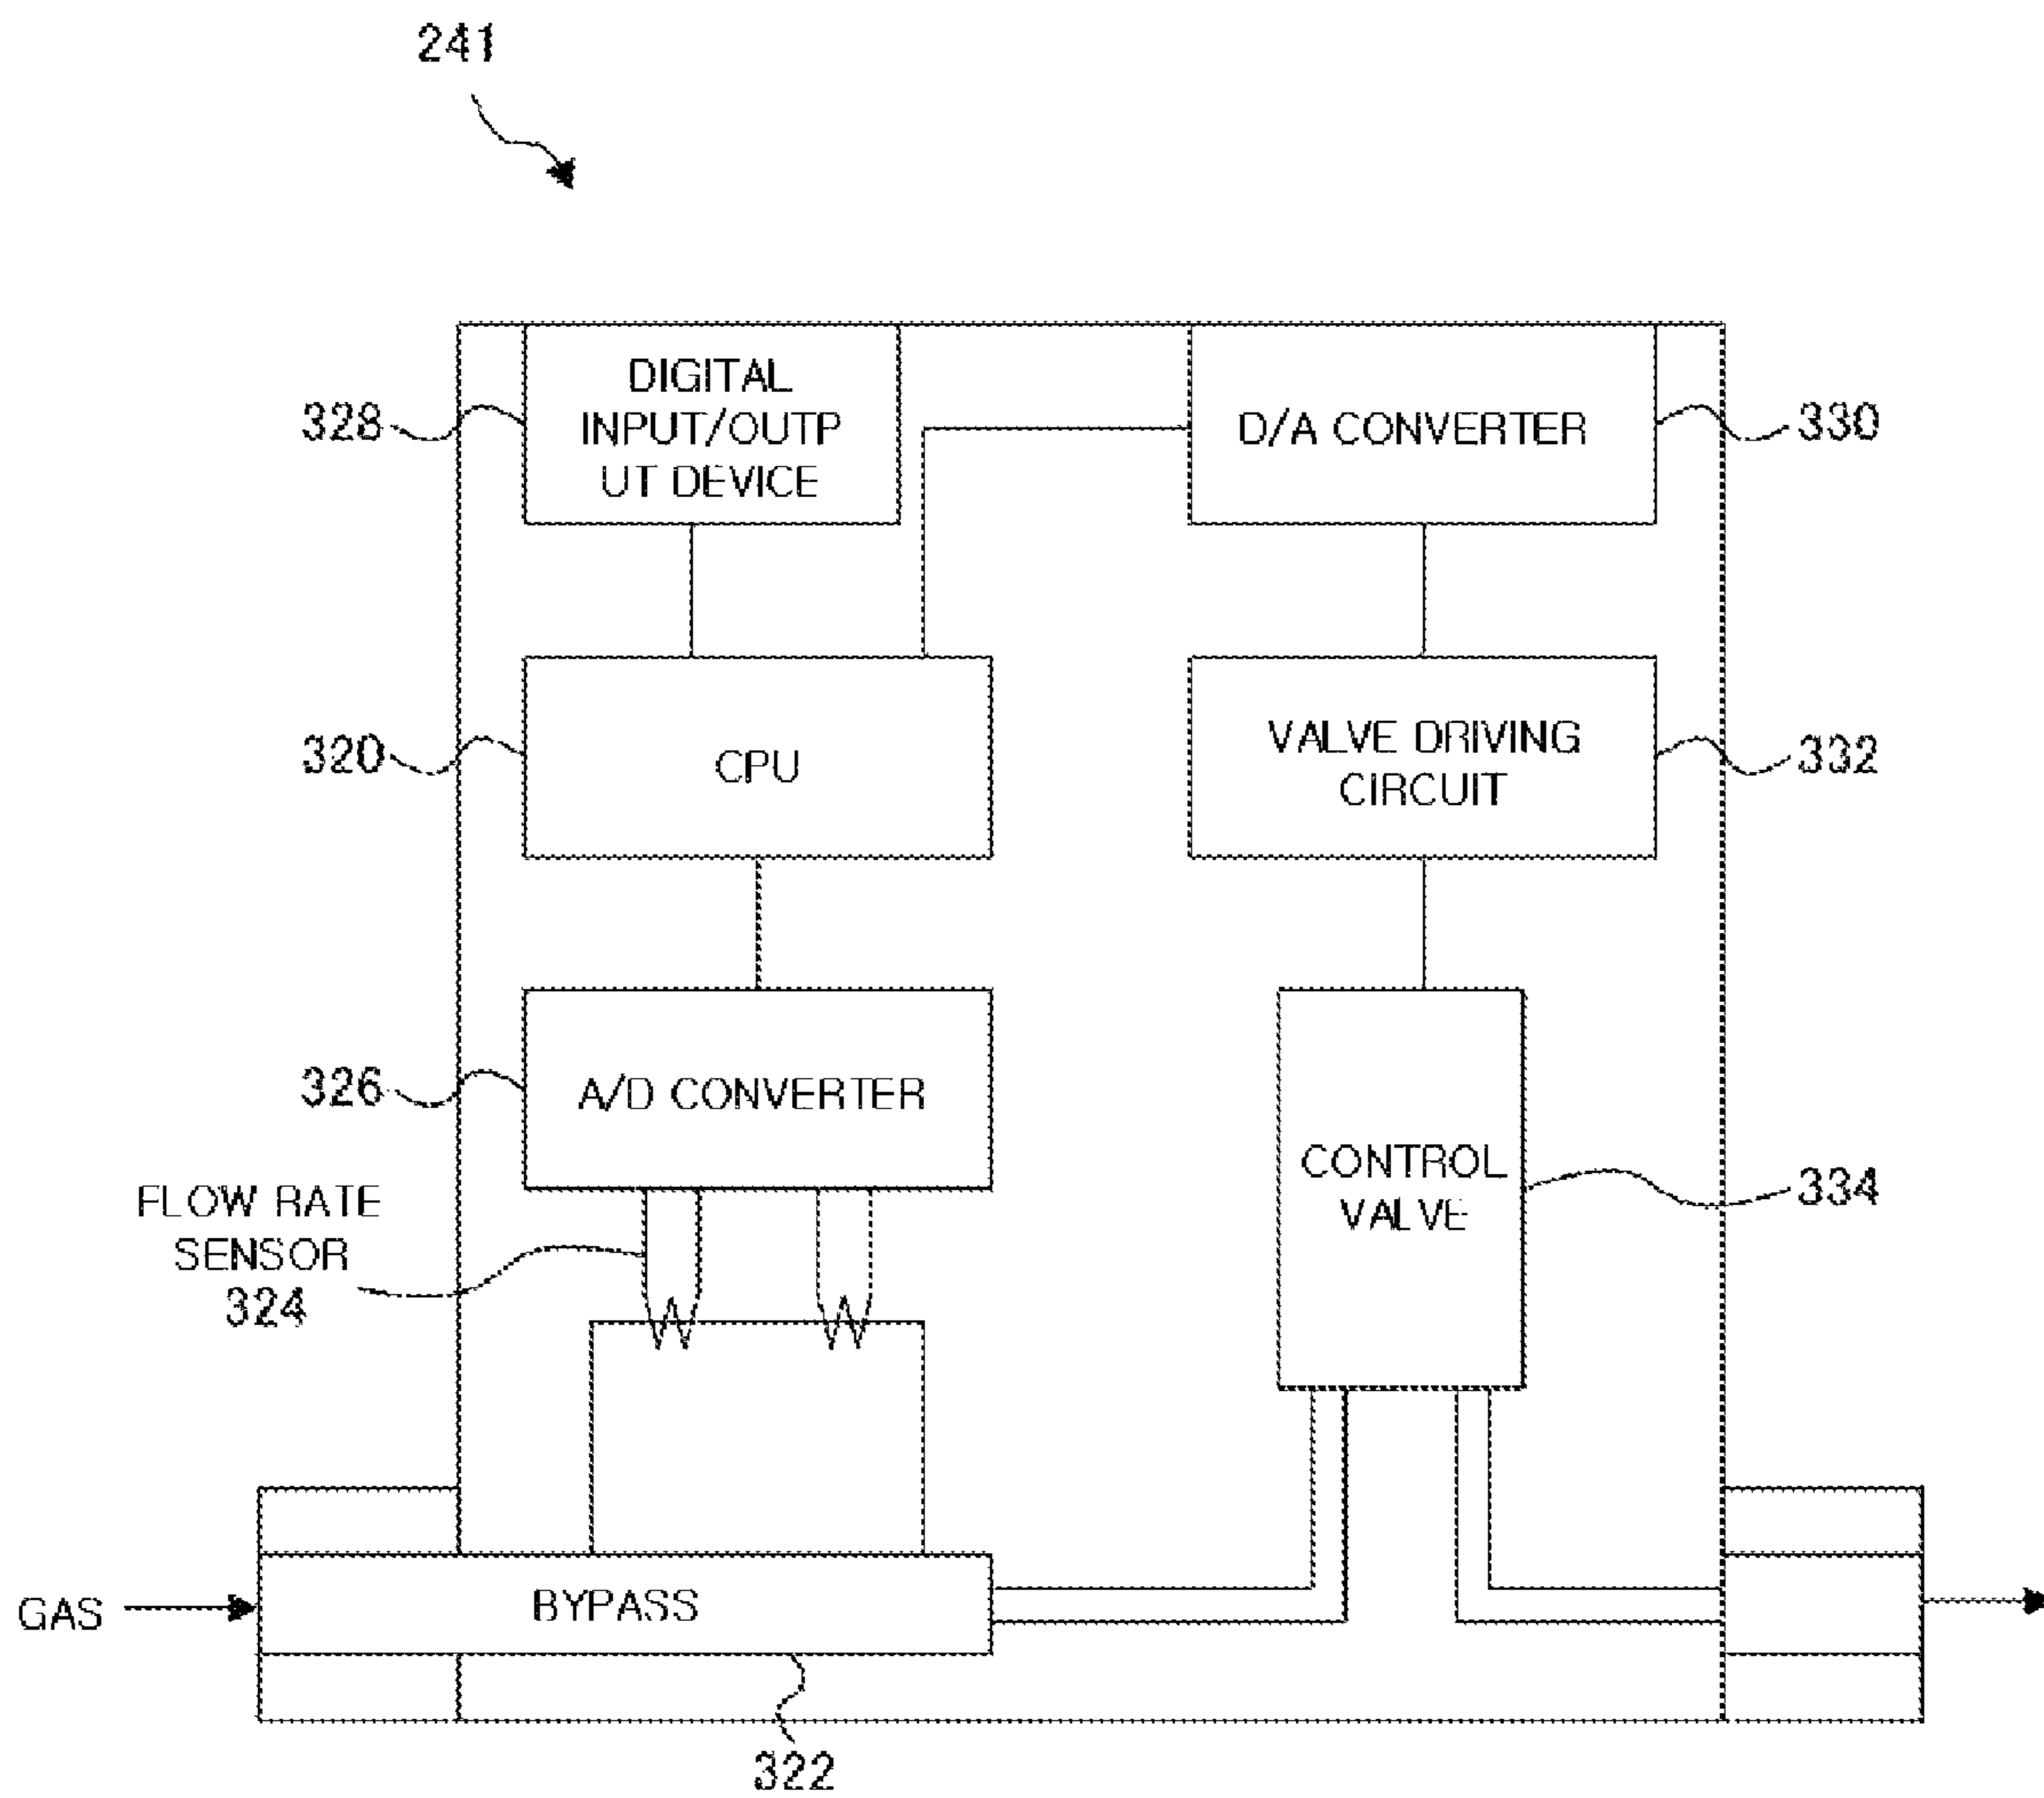 241
DIGITAL
INPUT/OUTP
UT DEVICE
328
D/A CONVERTER
330
320
CPU
VALVE DRIVING
CIRCUIT
332
326
A/D CONVERTER
FLOW RATE
SENSOR
324
CONTROL
VALVE
334
GAS
BYPASS
322